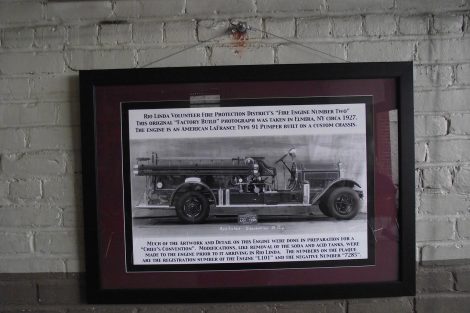 Rio Linda Volunteer Fire Protection District's "Fire Engine Number Two"
This original "Factory Build" photograph was taken in Elmira, NY circa 1927.
The engine is an American LaFrance Type 91 Pumper built on a custom chassis.
Much of the artwork and detail on this engine were done in preparation for a
"Chief's Convention". Modifications, like removal of the soda and acid tanks, were
made to the engine prior to it arriving in Rio Linda. The numbers on the plaque
are the registration number of the Engine "L101" and the negative number "7285".